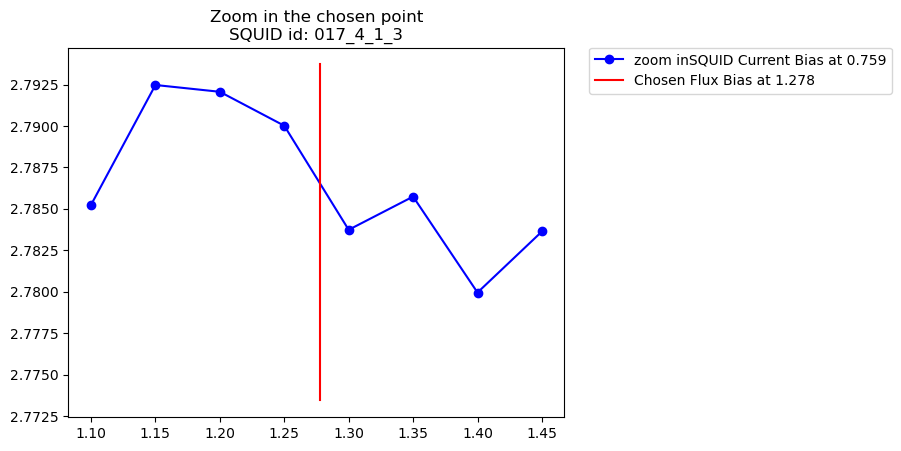 Zoom in the chosen point
SQUID id: 017_4_1_3
zoom inSQUID Current Bias at 0.759
Chosen Flux Bias at 1.278
2.7925
2.7900
2.7875
2.7850
2.7825
2.7800
2.7775
2.7750
2.7725
1.10 1.15 1.20 1.25 1.30 1.35 1.40 1.45